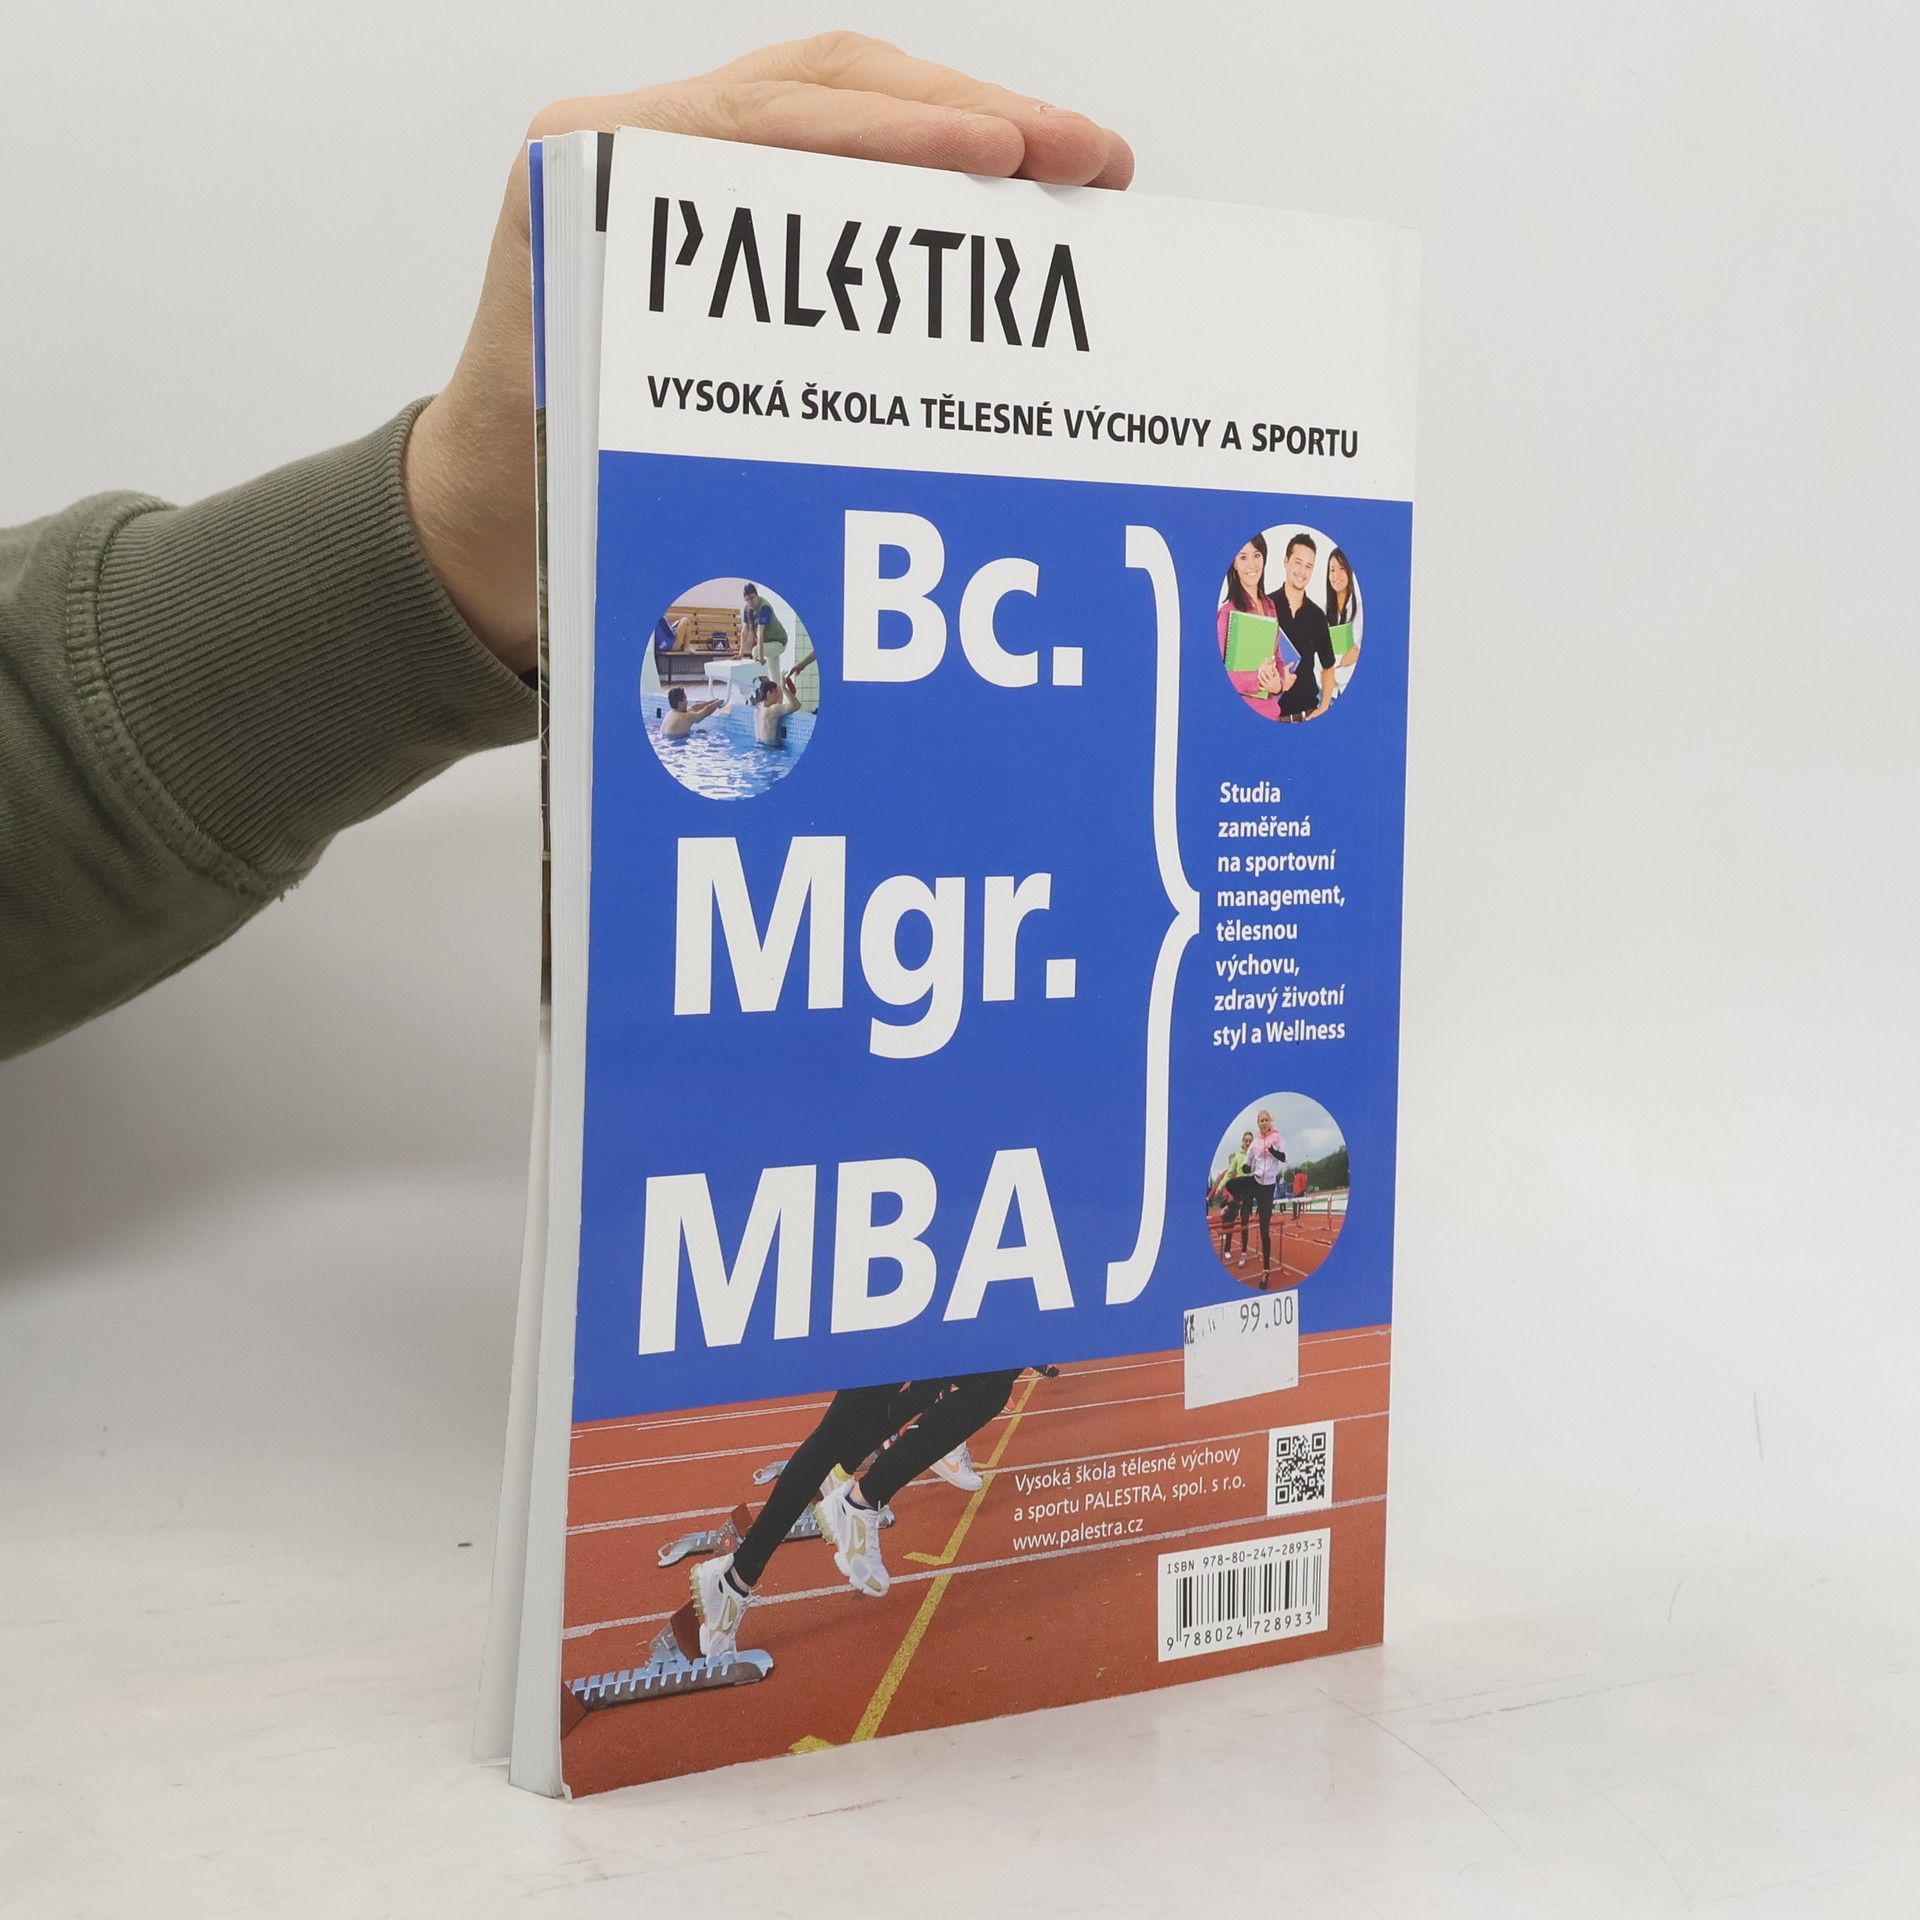 PALESTRA
VYSOKÁ ŠKOLA TĚLESNÉ VÝCHOVY A SPORTU
Bc.
Mgr.
MBA
Studia
zaměřená
na sportovní
management,
tělesnou
výchovu,
zdravý životní
styl a Wellness
KČ 99.00
Vysoká škola tělesné výchovy
a sportu PALESTRA, spol. s r.o.
www.palestra.cz
ISBN 978-80-247-2893-3
9 788024 728933